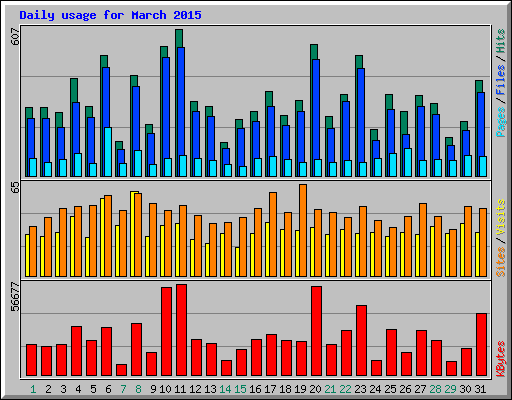 Daily usage for March 2015
607
Pages / Files / Hits
65
Sites / Visits
56677
KBytes
1 2 3 4 5 6 7 8 9 10 11 12 13 14 15 16 17 18 19 20 21 22 23 24 25 26 27 28 29 30 31